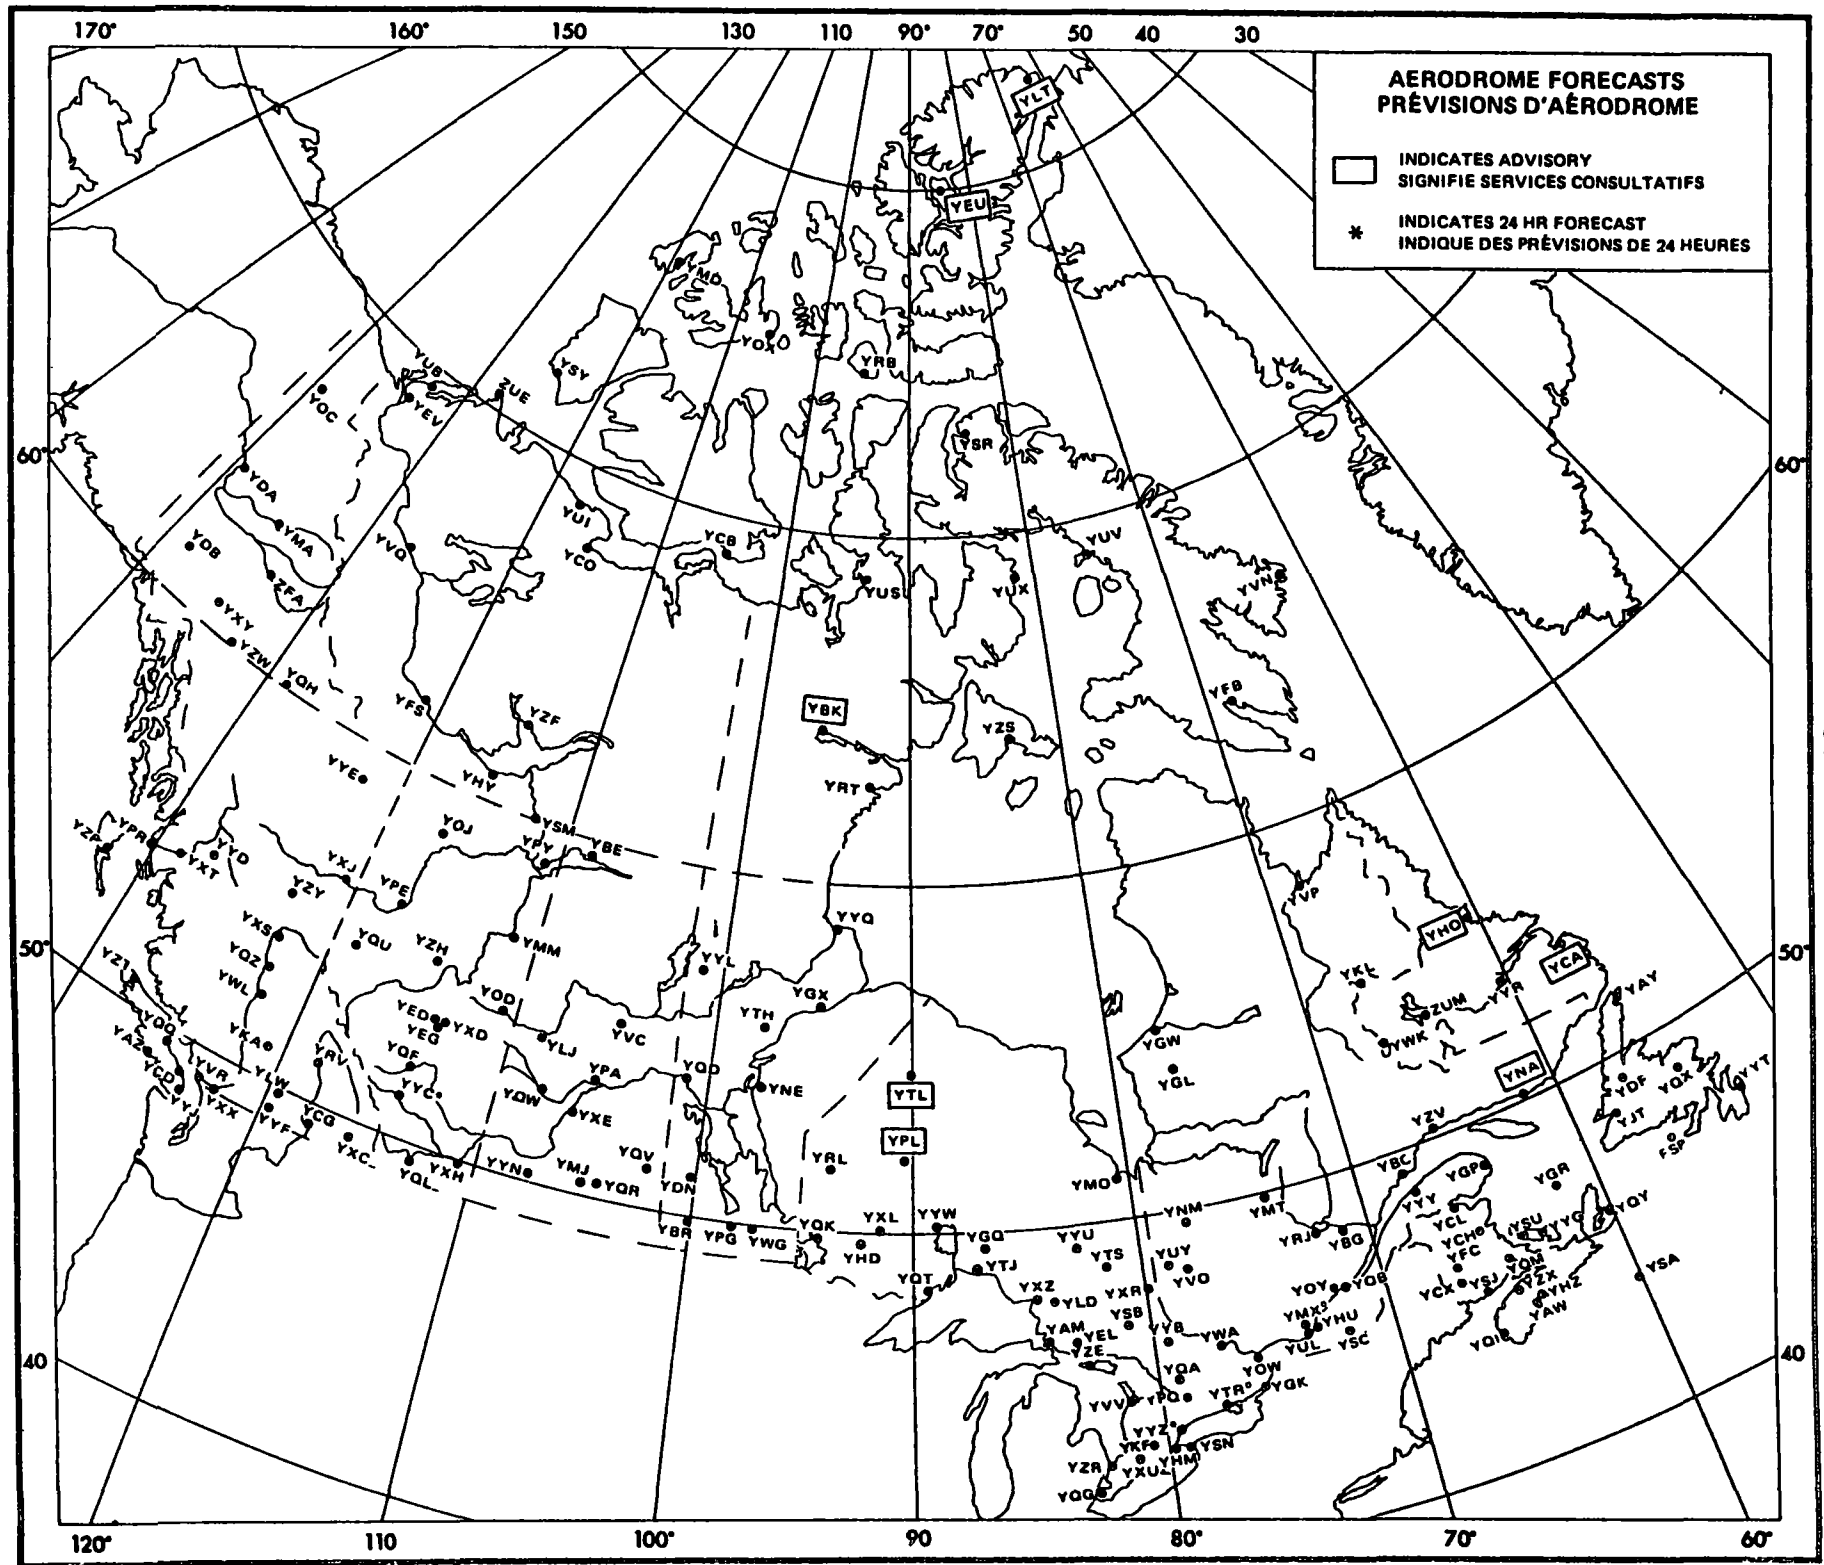 170° 160° 150 130 110 90° 70° 50 40 30
AERODROME FORECASTS
PRÉVISIONS D'AÉRODROME
INDICATES ADVISORY
SIGNIFIE SERVICES CONSULTATIFS
* INDICATES 24 HR FORECAST
INDIQUE DES PRÉVISIONS DE 24 HEURES
YLT
YEU
YMD
YOX
YRB
YUB
YSY
ZUE
YEV
YOC
YSR
60° 60°
YDA
YUI
YMA
YCB
YUV
YDB
YVQ
YCO
YVN
ZFA
YUS
YUX
YXY
YZW
YQH
YFB
YFS
YBK
YZF
YZS
YYE
YHY
YRT
YZP
YPR
YOJ
YSM
YPY
YBE
YXT
YYD
YXJ
YZY
YPE
YVP
YYQ
YXS
YQU
YZH
YMM
YHO
50° 50°
YZT
YQZ
YYL
YCA
YWL
YKL
YGX
YOD
ZUM
YYR
YAY
YED
YXD
YEG
YTH
YQQ
YAZ
YKA
YVC
YLJ
YGW
YWK
YRV
YQF
YPA
YQD
YGL
YNA
YDF
YQX
YYT
YCD
YVR
YLW
YYJ
YXX
YYC*
YQW
YNE
YTL
YXE
YZV
YJT
YYF
YCG
YPL
FSP
YXC
YQL
YXH
YYN
YMJ
YQR
YQV
YDN
YRL
YMO
YBC
YGP
YGR
YYY
YMT
YQY
YBR
YPG
YWG
YQK
YXL
YYW
YNM
YCL
YHD
YGQ
YYU
YRJ
YBG
YCH
YSU
YYG
YTJ
YTS
YUY
YVO
YFC
YQM
YSA
YQT
YXZ
YLD
YXR
YOY
YQB
YCX
YSJ
YZX
YHZ
YAW
YSB
YMX
YHU
YAM
YEL
YYB
YWA
YUL
YSC
YQI
YZE
YOW
40 40
YQA
YTR
YGK
YVV
YPQ
YYZ*
YKF
YSN
YHM
YZR
YXU
YQG
120° 110 100° 90° 80° 70° 60°